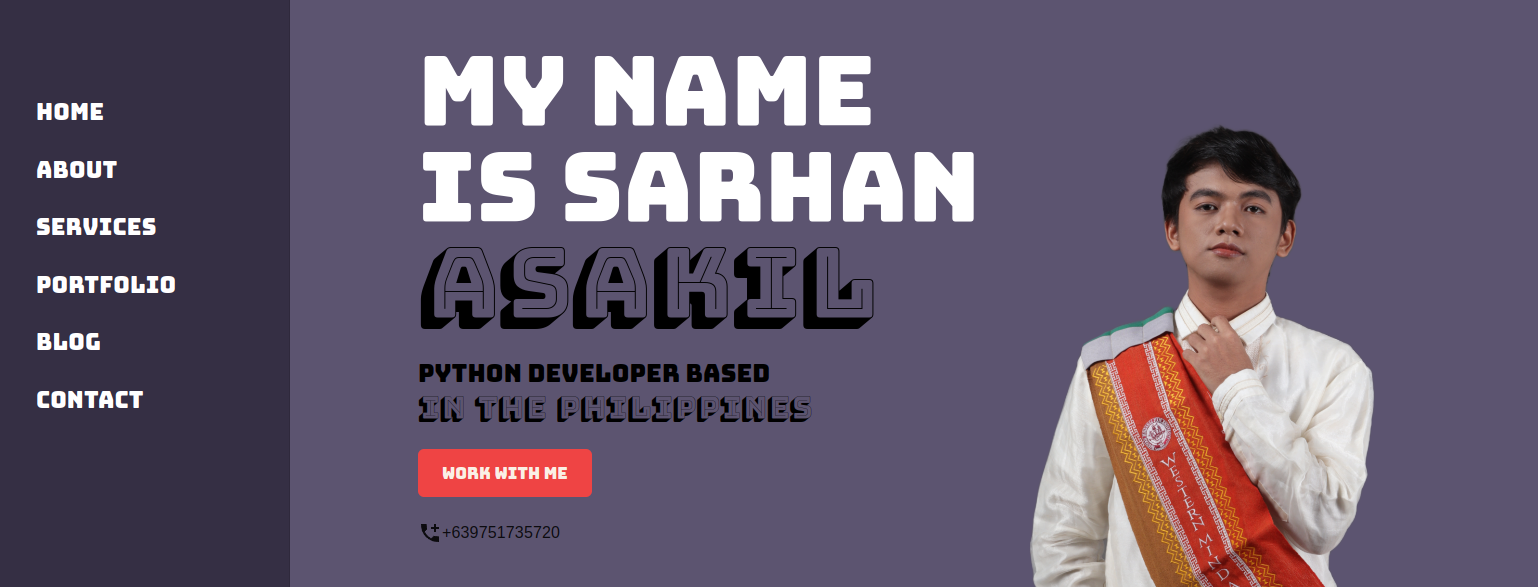 HOME
ABOUT
SERVICES
PORTFOLIO
BLOG
CONTACT
MY NAME
IS SARHAN
ASAKIL
PYTHON DEVELOPER BASED
IN THE PHILIPPINES
WORK WITH ME
+639751735720
WESTERN